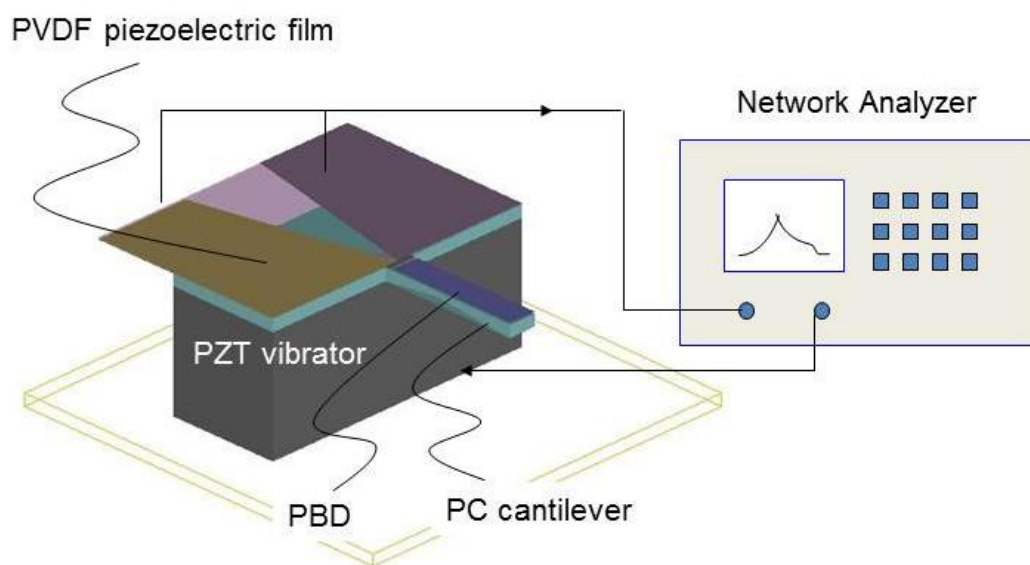 PVDF piezoelectric film
Network Analyzer
PZT vibrator
PBD
PC cantilever